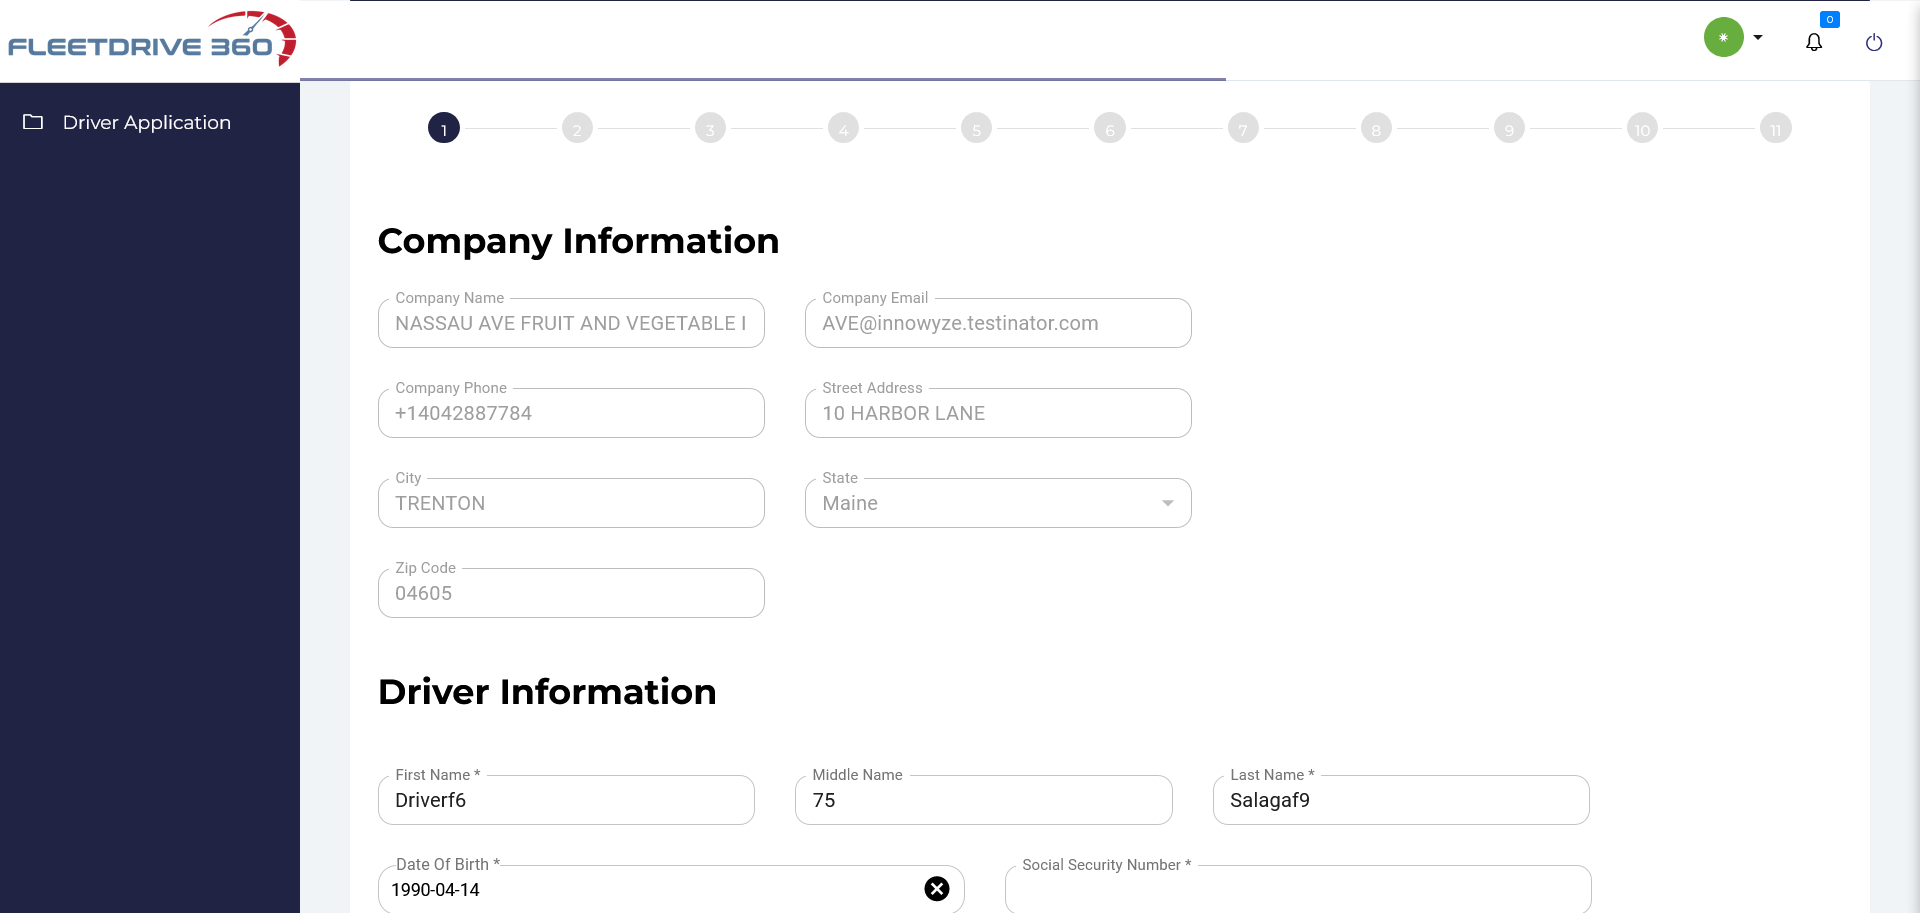 FLEETDRIVE 360
0
Driver Application
1 2 3 4 5 6 7 8 9 10 11
Company Information
Company Name
NASSAU AVE FRUIT AND VEGETABLE
Company Email
AVE@innowyze.testinator.com
Company Phone
+14042887784
Street Address
10 HARBOR LANE
City
TRENTON
State
Maine
Zip Code
04605
Driver Information
First Name *
Driverf6
Middle Name
75
Last Name *
Salagaf9
Date Of Birth *
1990-04-14
Social Security Number *